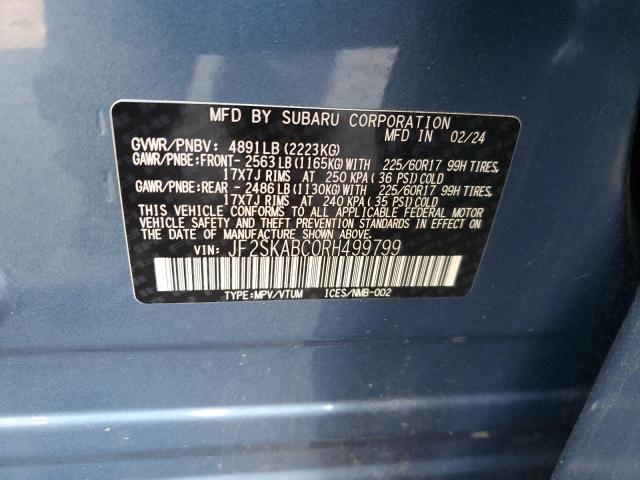 MFD BY SUBARU CORPORATION
MFD IN 02/24
GVWR/PNBV: 4891LB(2223KG)
GAWR/PNBE:FRONT- 2563LB(1165KG)WITH 225/60R17 99H TIRES,
17X7J RIMS AT 250 KPA( 36 PSI)COLD
GAWR/PNBE:REAR - 2486LB(1130KG)WITH 225/60R17 99H TIRES,
17X7J RIMS AT 240 KPA( 35 PSI)COLD
THIS VEHICLE CONFORMS TO ALL APPLICABLE FEDERAL MOTOR
VEHICLE SAFETY AND THEFT PREVENTION STANDARDS IN EFFECT
ON THE DATE OF MANUFACTURE SHOWN ABOVE.
VIN: JF2SKABC0RH499799
TYPE:MPV/VTUM ICES/NMB-002